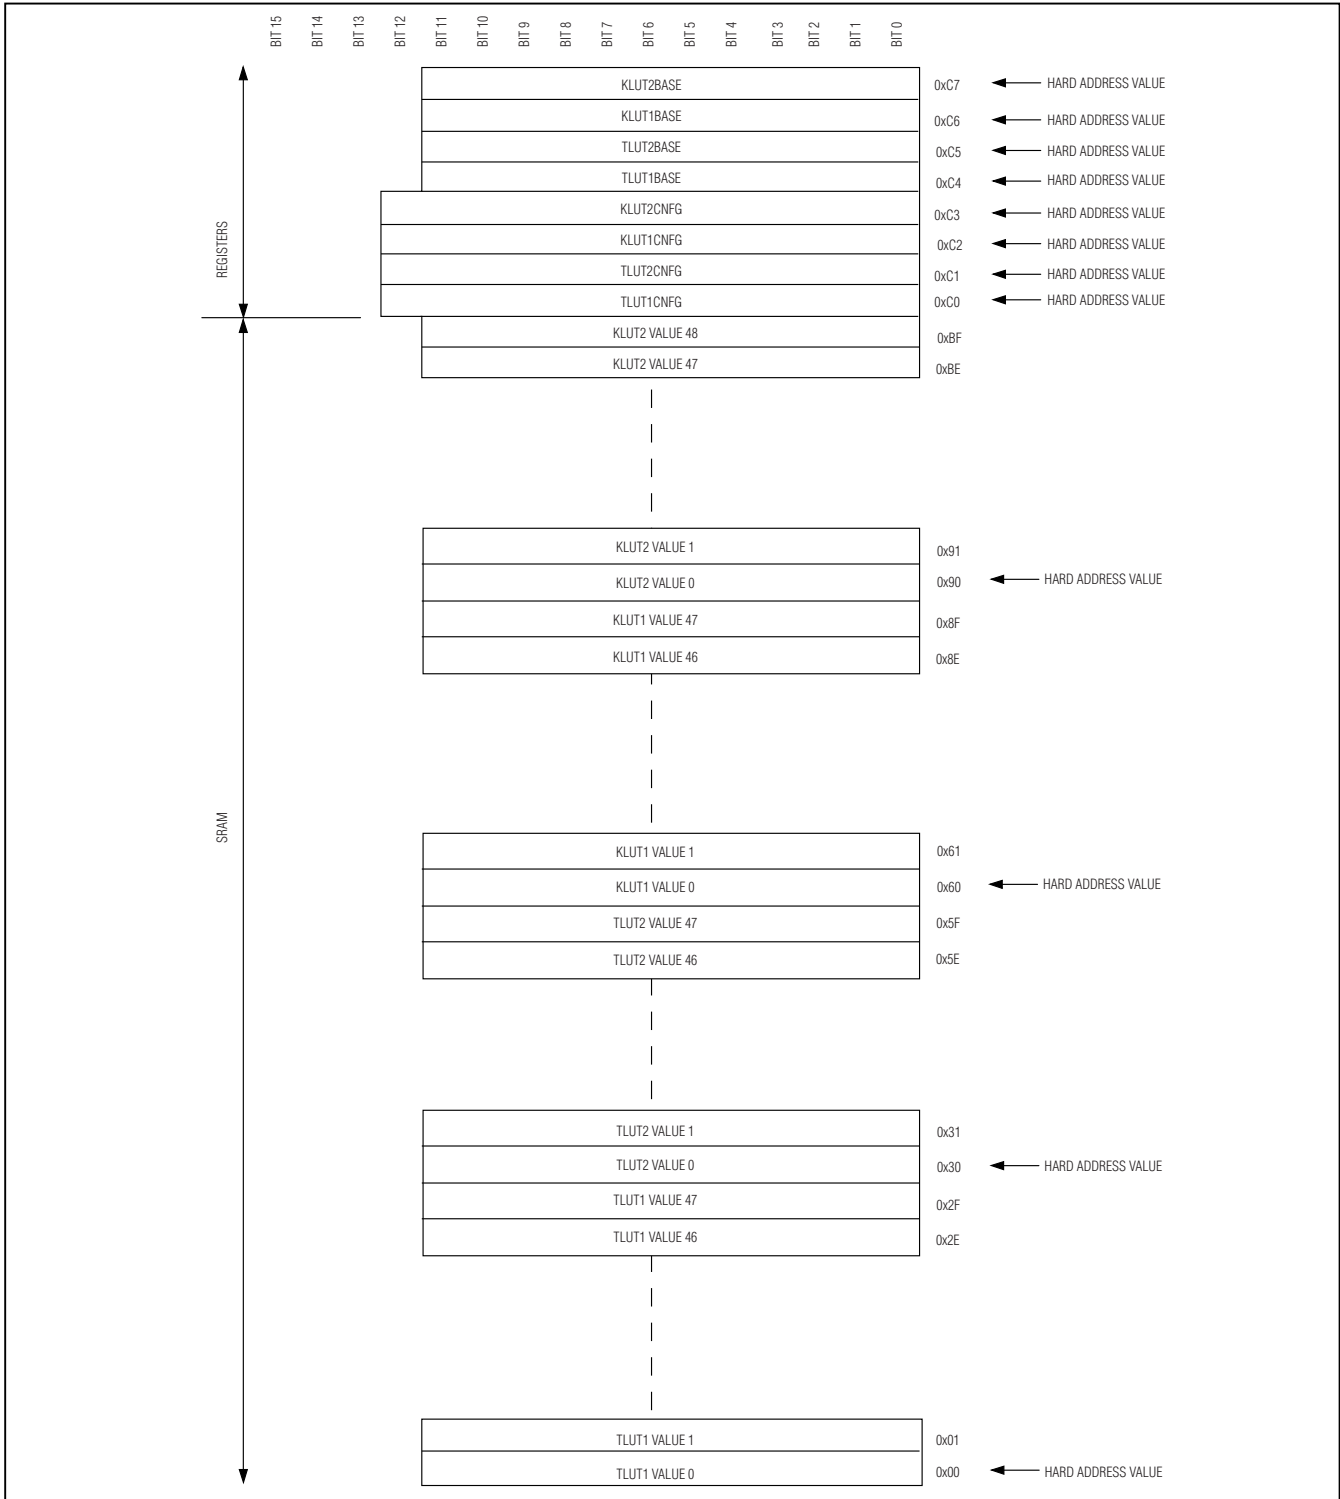 BIT 15 BIT 14 BIT 13 BIT 12 BIT 11 BIT 10 BIT 9 BIT 8 BIT 7 BIT 6 BIT 5 BIT 4 BIT 3 BIT 2 BIT 1 BIT 0
KLUT2BASE 0xC7 HARD ADDRESS VALUE
KLUT1BASE 0xC6 HARD ADDRESS VALUE
TLUT2BASE 0xC5 HARD ADDRESS VALUE
TLUT1BASE 0xC4 HARD ADDRESS VALUE
KLUT2CNFG 0xC3 HARD ADDRESS VALUE
KLUT1CNFG 0xC2 HARD ADDRESS VALUE
TLUT2CNFG 0xC1 HARD ADDRESS VALUE
TLUT1CNFG 0xC0 HARD ADDRESS VALUE
REGISTERS
KLUT2 VALUE 48 0xBF
KLUT2 VALUE 47 0xBE
KLUT2 VALUE 1 0x91
KLUT2 VALUE 0 0x90 HARD ADDRESS VALUE
KLUT1 VALUE 47 0x8F
KLUT1 VALUE 46 0x8E
SRAM
KLUT1 VALUE 1 0x61
KLUT1 VALUE 0 0x60 HARD ADDRESS VALUE
TLUT2 VALUE 47 0x5F
TLUT2 VALUE 46 0x5E
TLUT2 VALUE 1 0x31
TLUT2 VALUE 0 0x30 HARD ADDRESS VALUE
TLUT1 VALUE 47 0x2F
TLUT1 VALUE 46 0x2E
TLUT1 VALUE 1 0x01
TLUT1 VALUE 0 0x00 HARD ADDRESS VALUE